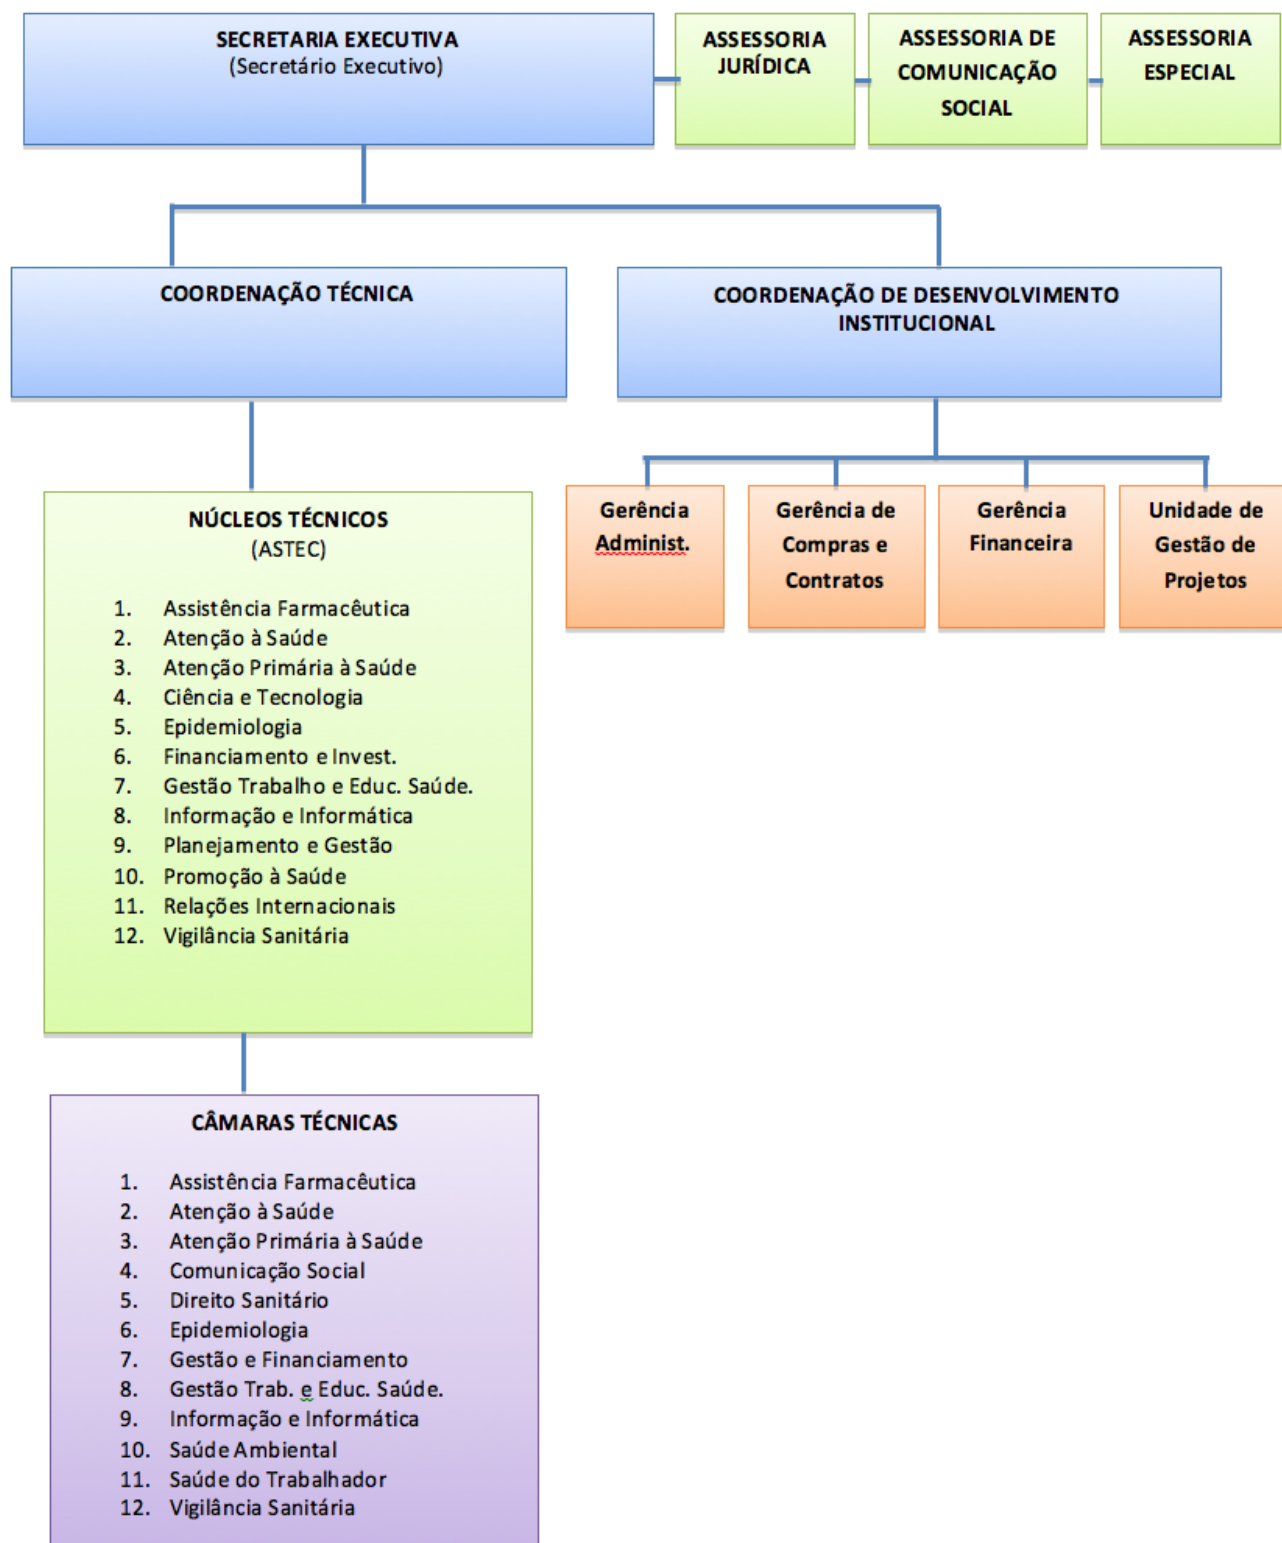 SECRETARIA EXECUTIVA
(Secretário Executivo)
ASSESSORIA
JURÍDICA
ASSESSORIA DE
COMUNICAÇÃO
SOCIAL
ASSESSORIA
ESPECIAL
COORDENAÇÃO TÉCNICA
COORDENAÇÃO DE DESENVOLVIMENTO
INSTITUCIONAL
Gerência
Administ.
Gerência de
Compras e
Contratos
Gerência
Financeira
Unidade de
Gestão de
Projetos
NÚCLEOS TÉCNICOS
(ASTEC)
1. Assistência Farmacêutica
2. Atenção à Saúde
3. Atenção Primária à Saúde
4. Ciência e Tecnologia
5. Epidemiologia
6. Financiamento e Invest.
7. Gestão Trabalho e Educ. Saúde.
8. Informação e Informática
9. Planejamento e Gestão
10. Promoção à Saúde
11. Relações Internacionais
12. Vigilância Sanitária
CÂMARAS TÉCNICAS
1. Assistência Farmacêutica
2. Atenção à Saúde
3. Atenção Primária à Saúde
4. Comunicação Social
5. Direito Sanitário
6. Epidemiologia
7. Gestão e Financiamento
8. Gestão Trab. e Educ. Saúde.
9. Informação e Informática
10. Saúde Ambiental
11. Saúde do Trabalhador
12. Vigilância Sanitária